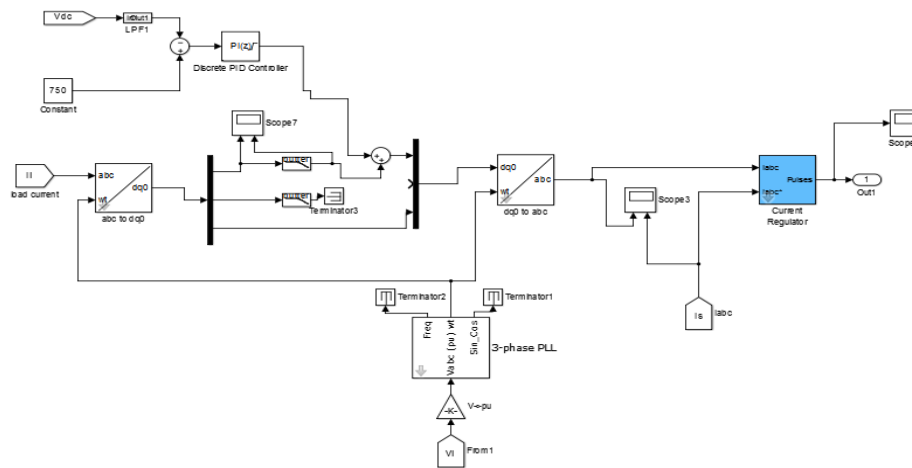 Vdc
LPF1
PI(z)
Discrete PID Controller
750
Constant
Scope7
load current
abc
wt
dq0
abc to dq0
Terminator3
dq0
wt
abc
dq0 to abc
Scope3
Iabc
Iabc*
Pulses
Current
Regulator
Scope
1
Out1
Is
Iabc
Terminator2
Terminator1
Freq
Vabc (pu) wt
Sin_Cos
3-phase PLL
-K-
V->pu
VI
From1